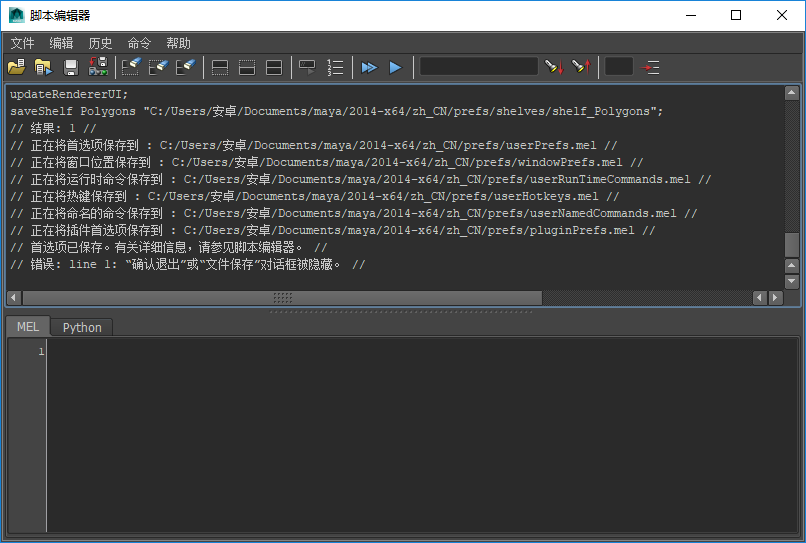 脚本编辑器
文件 编辑 历史 命令 帮助
updateRendererUI;
saveShelf Polygons "C:/Users/安卓/Documents/maya/2014-x64/zh_CN/prefs/shelves/shelf_Polygons";
// 结果: 1 //
// 正在将首选项保存到 : C:/Users/安卓/Documents/maya/2014-x64/zh_CN/prefs/userPrefs.mel //
// 正在将窗口位置保存到 : C:/Users/安卓/Documents/maya/2014-x64/zh_CN/prefs/windowPrefs.mel //
// 正在将运行时命令保存到 : C:/Users/安卓/Documents/maya/2014-x64/zh_CN/prefs/userRunTimeCommands.mel //
// 正在将热键保存到 : C:/Users/安卓/Documents/maya/2014-x64/zh_CN/prefs/userHotkeys.mel //
// 正在将命名的命令保存到 : C:/Users/安卓/Documents/maya/2014-x64/zh_CN/prefs/userNamedCommands.mel //
// 正在将插件首选项保存到 : C:/Users/安卓/Documents/maya/2014-x64/zh_CN/prefs/pluginPrefs.mel //
// 首选项已保存。有关详细信息，请参见脚本编辑器。 //
// 错误: line 1: “确认退出”或“文件保存”对话框被隐藏。 //
MEL Python
1